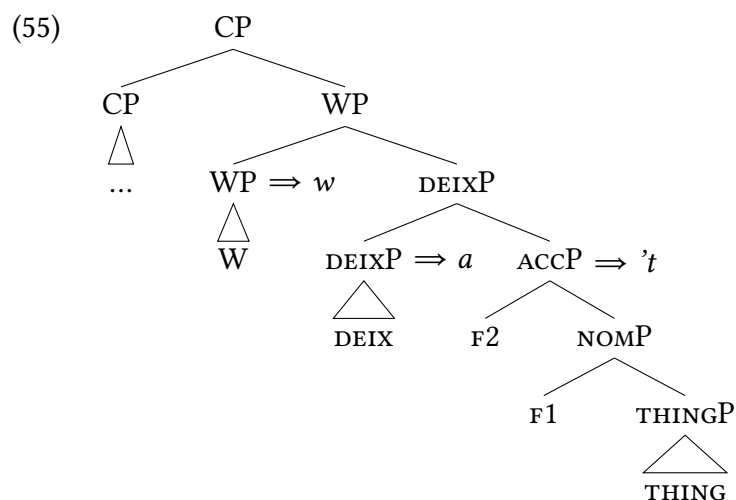 (55) CP
CP WP
... WP ⇒ w DEIXP
W DEIXP ⇒ a ACCP ⇒ 't
DEIX F2 NOMP
F1 THINGP
THING